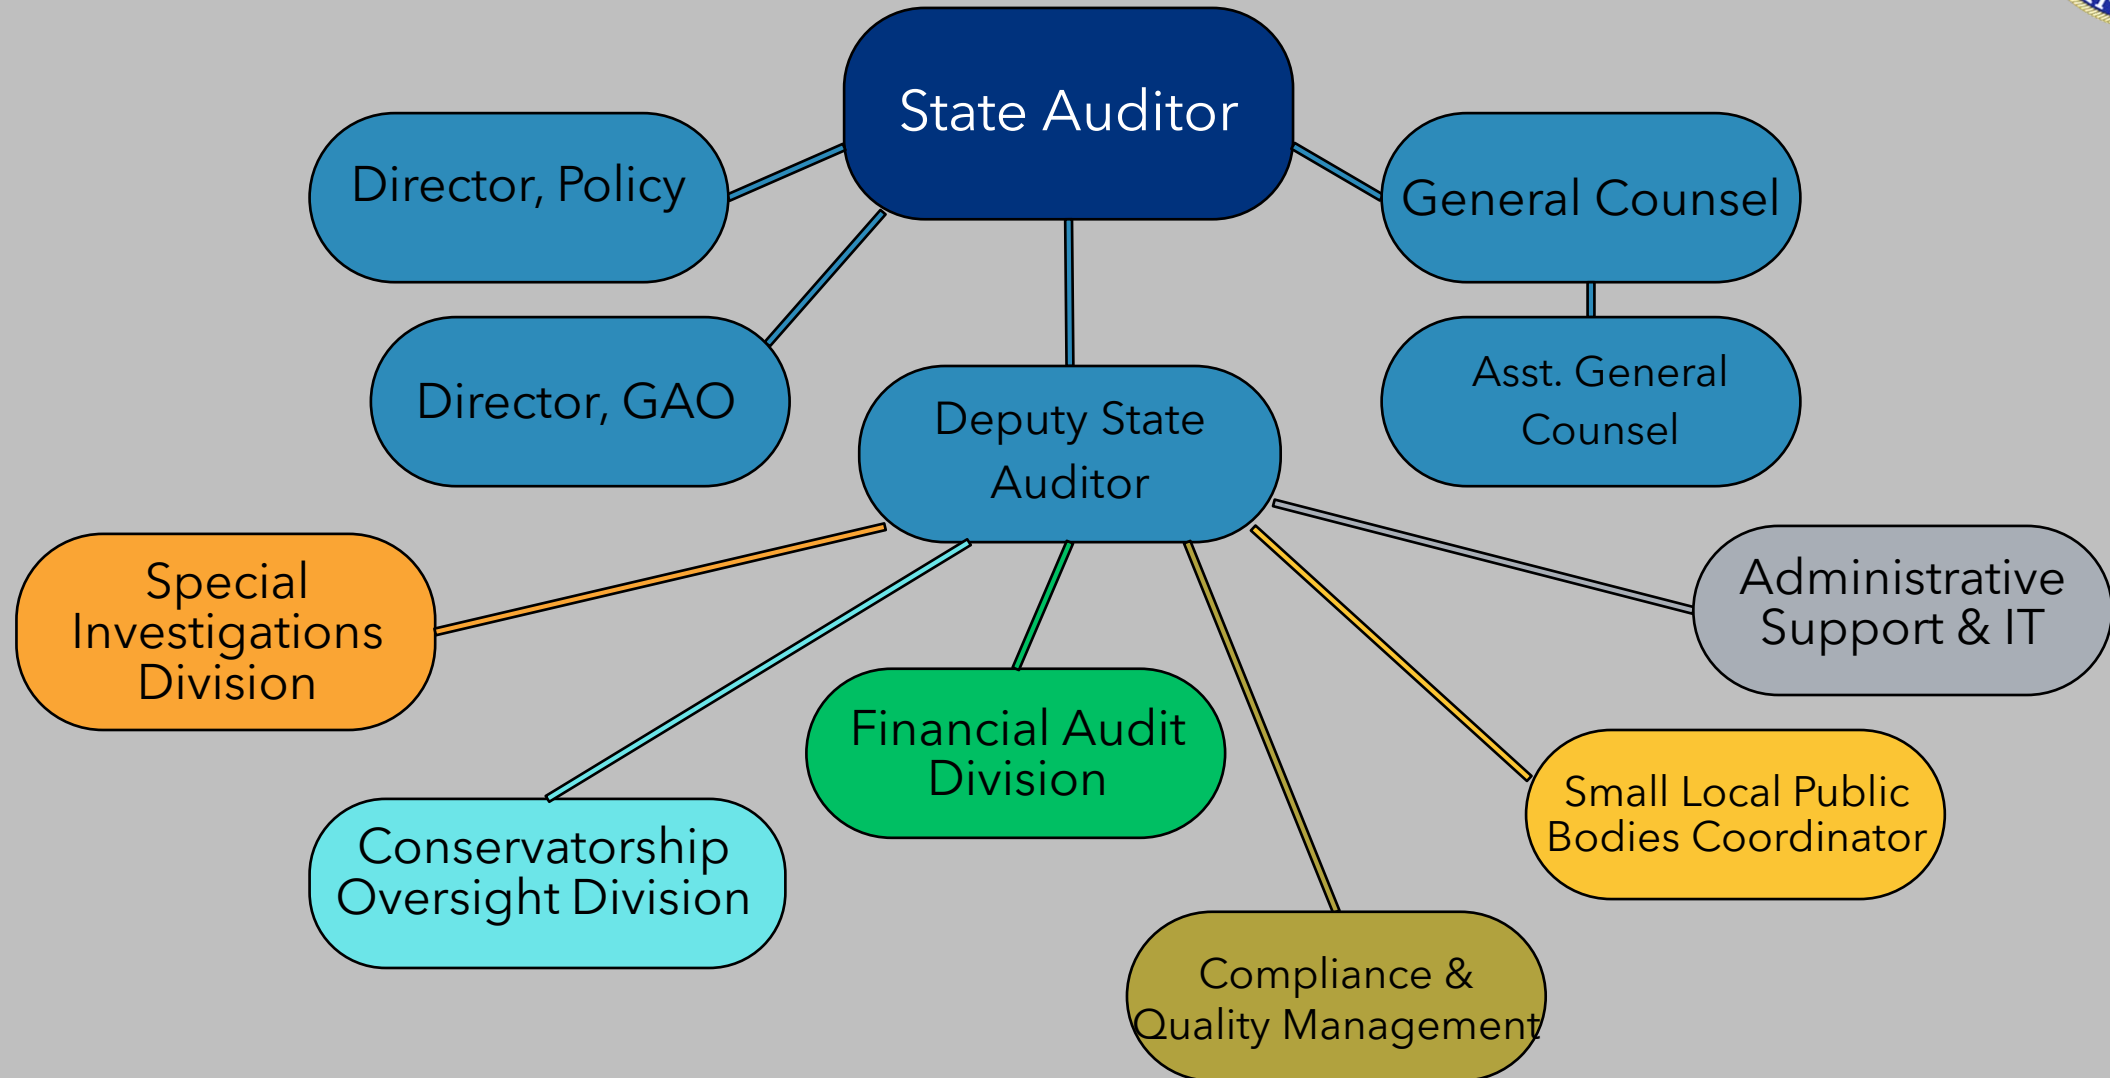 State Auditor
Director, Policy
General Counsel
Director, GAO
Asst. General
Counsel
Deputy State
Auditor
Special
Investigations
Division
Administrative
Support & IT
Financial Audit
Division
Small Local Public
Bodies Coordinator
Conservatorship
Oversight Division
Compliance &
Quality Management